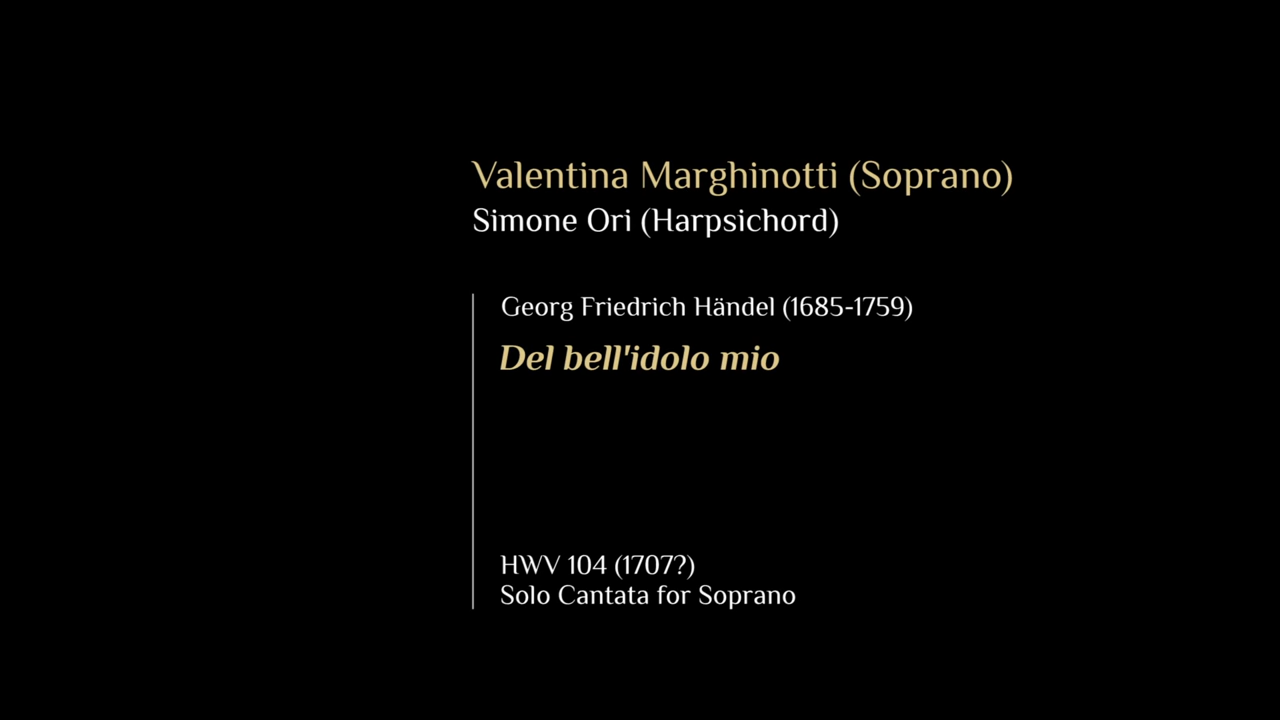 Valentina Marghinotti (Soprano)
Simone Ori (Harpsichord)
Georg Friedrich Händel (1685-1759)
Del bell'idolo mio
HWV 104 (1707?)
Solo Cantata for Soprano